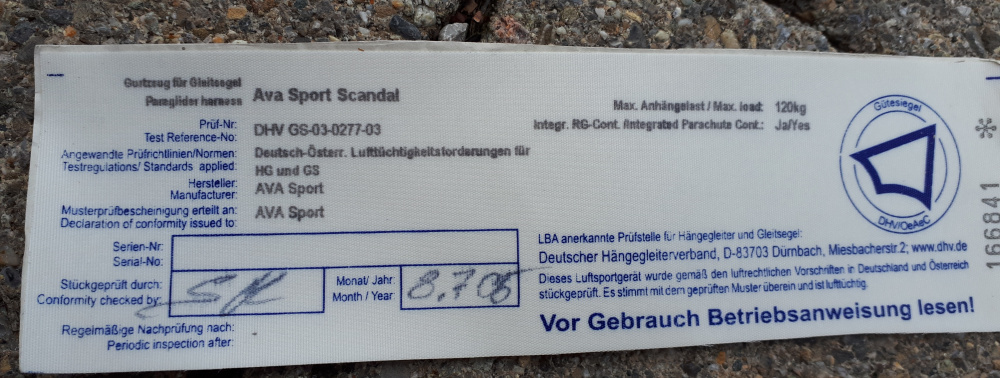 Gurtzeug für Gleitsegel
Paraglider harness Ava Sport Scandal
Max. Anhängelast / Max. load: 120kg
Prüf-Nr:
Test Reference-No: DHV GS-03-0277-03
Integr. RG-Cont. /Integrated Parachute Cont.: Ja/Yes
Angewandte Prüfrichtlinien/Normen: Deutsch-Österr. Lufttüchtigkeitsforderungen für
Testregulations/ Standards applied: HG und GS
Hersteller: AVA Sport
Manufacturer:
Musterprüfbescheinigung erteilt an: AVA Sport
Declaration of conformity issued to:
Serien-Nr:
Serial-No:
Stückgeprüft durch:
Conformity checked by:
Monat/ Jahr:
Month / Year: 8.7 05
Regelmäßige Nachprüfung nach:
Periodic inspection after:
Gütesiegel
DHV/OeAeC
LBA anerkannte Prüfstelle für Hängegleiter und Gleitsegel:
Deutscher Hängegleiterverband, D-83703 Dürnbach, Miesbacherstr.2; www.dhv.de
Dieses Luftsportgerät wurde gemäß den luftrechtlichen Vorschriften in Deutschland und Österreich
stückgeprüft. Es stimmt mit dem geprüften Muster überein und ist lufttüchtig.
Vor Gebrauch Betriebsanweisung lesen!
166841 *